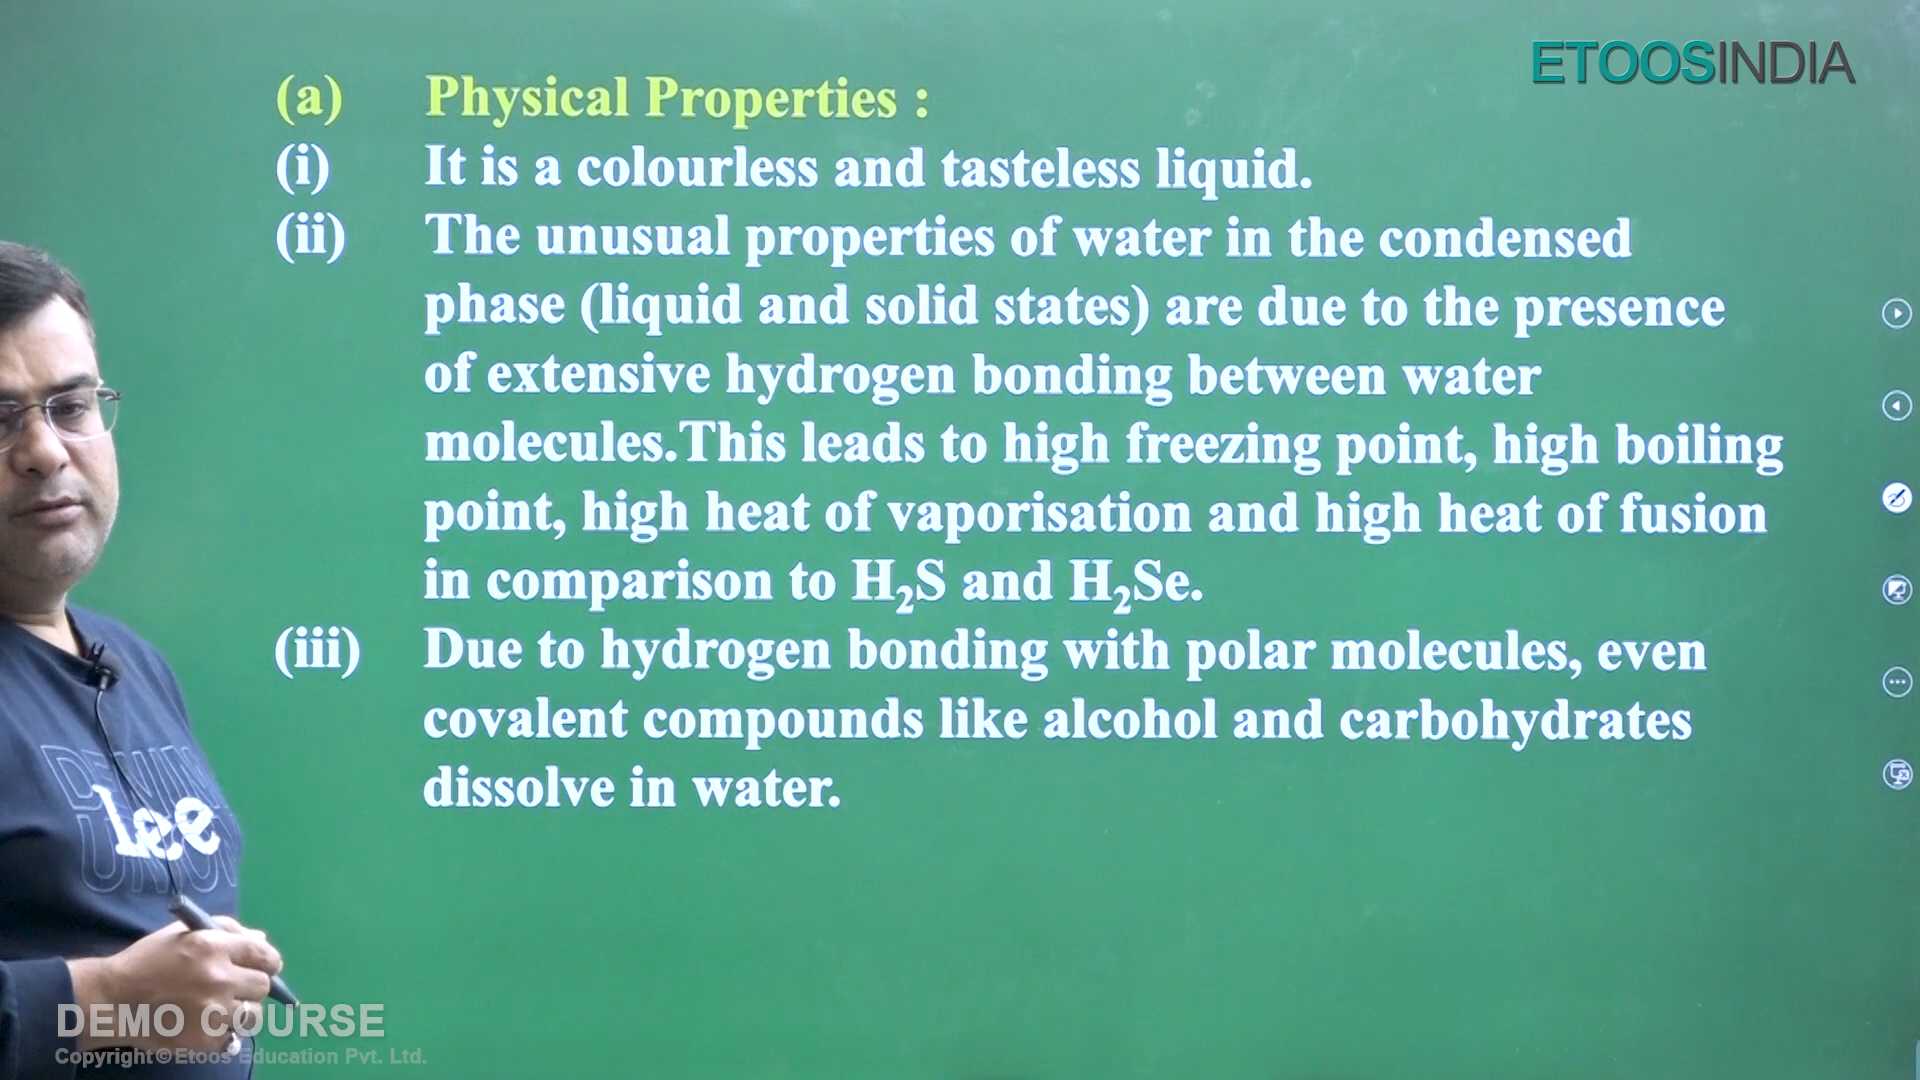 ETOOSINDIA
(a) Physical Properties :
(i) It is a colourless and tasteless liquid.
(ii) The unusual properties of water in the condensed
phase (liquid and solid states) are due to the presence
of extensive hydrogen bonding between water
molecules.This leads to high freezing point, high boiling
point, high heat of vaporisation and high heat of fusion
in comparison to H₂S and H₂Se.
(iii) Due to hydrogen bonding with polar molecules, even
covalent compounds like alcohol and carbohydrates
dissolve in water.
Lee
DEMO COURSE
Copyright © Etoos Education Pvt. Ltd.